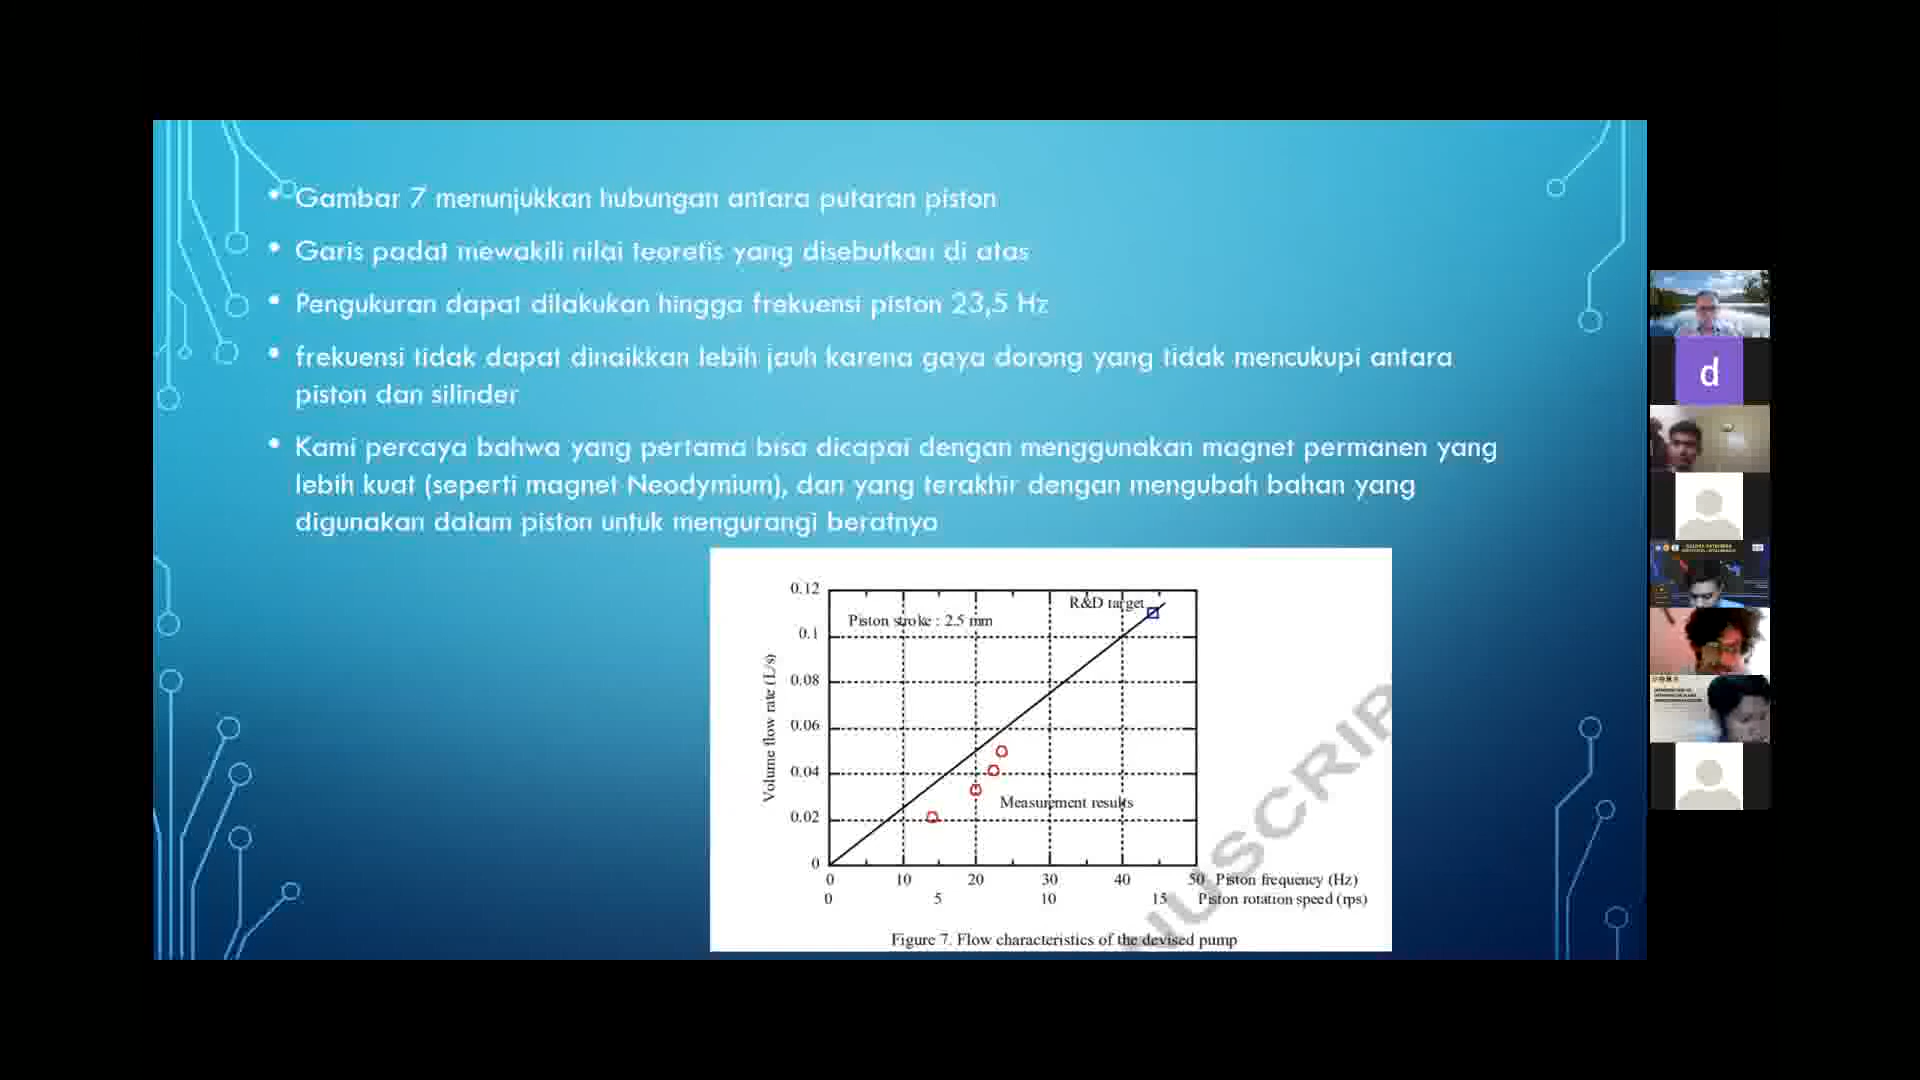 • Gambar 7 menunjukkan hubungan antara putaran piston
• Garis padat mewakili nilai teoretis yang disebutkan di atas
• Pengukuran dapat dilakukan hingga frekuensi piston 23,5 Hz
• frekuensi tidak dapat dinaikkan lebih jauh karena gaya dorong yang tidak mencukupi antara
piston dan silinder
• Kami percaya bahwa yang pertama bisa dicapai dengan menggunakan magnet permanen yang
lebih kuat (seperti magnet Neodymium), dan yang terakhir dengan mengubah bahan yang
digunakan dalam piston untuk mengurangi beratnya
d
0.12
R&D target
Piston stroke : 2.5 mm
0.1
0.08
0.06
0.04
0.02
0
Volume flow rate (L/s)
Measurement results
0 10 20 30 40 50 Piston frequency (Hz)
0 5 10 15 Piston rotation speed (rps)
Figure 7. Flow characteristics of the devised pump
NUSCRIP